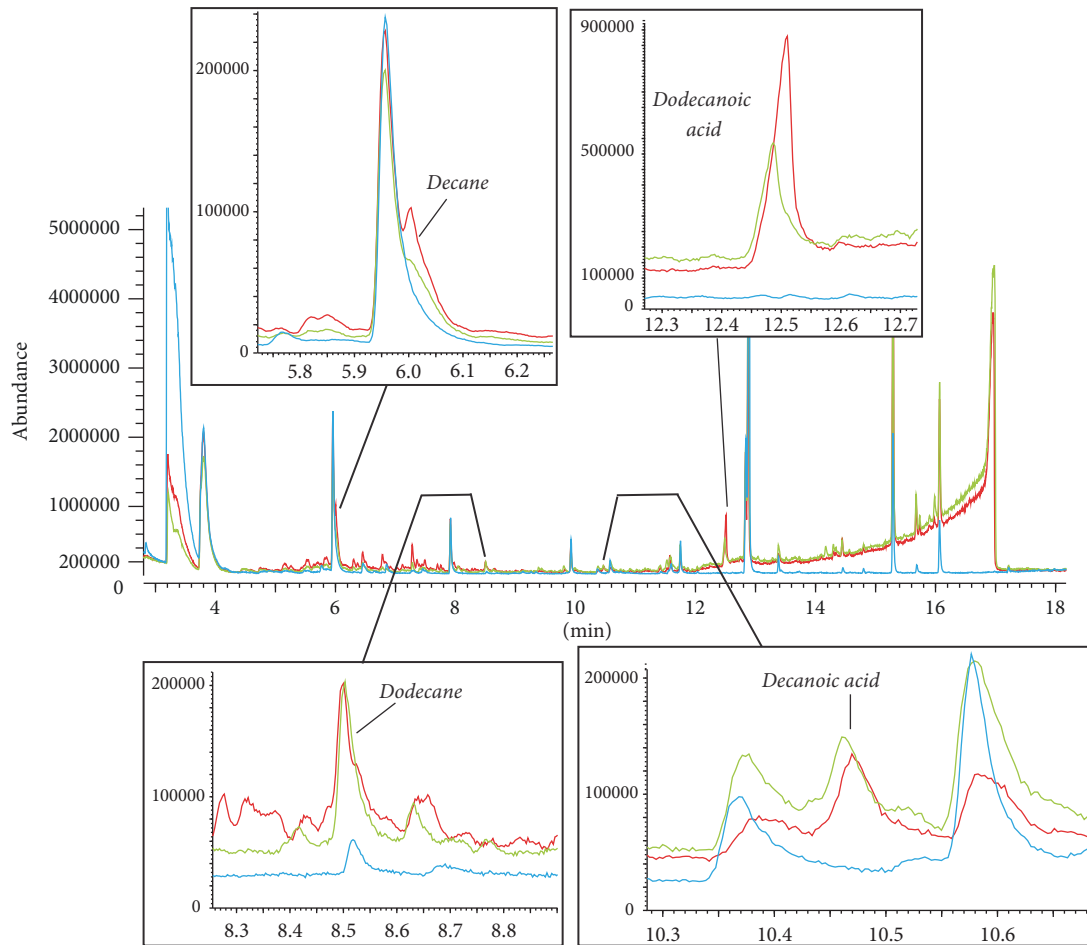 200000
100000
0
5.8 5.9 6.0 6.1 6.2
Decane
900000
500000
100000
0
12.3 12.4 12.5 12.6 12.7
Dodecanoic
acid
Abundance
5000000
4000000
3000000
2000000
1000000
200000
0
4 6 8 10 12 14 16 18
(min)
200000
100000
0
8.3 8.4 8.5 8.6 8.7 8.8
Dodecane
200000
100000
0
10.3 10.4 10.5 10.6
Decanoic acid